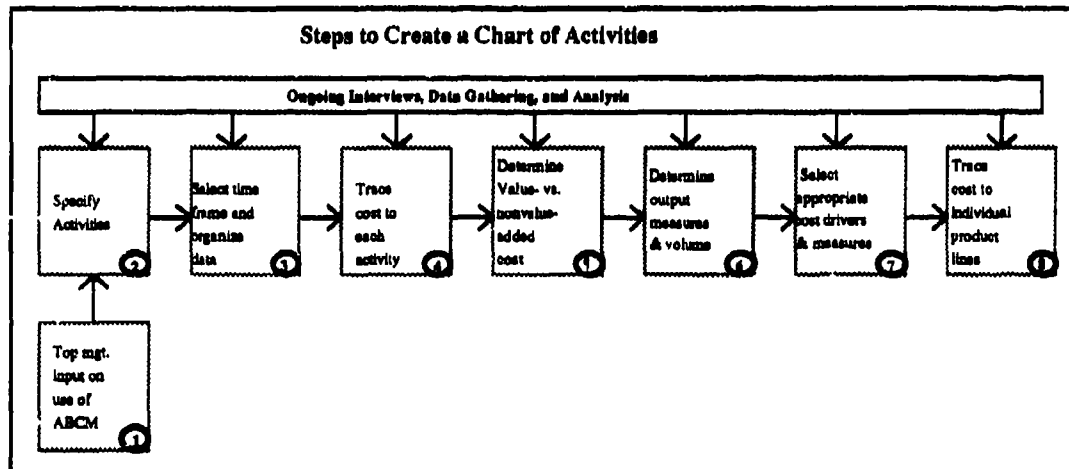 Steps to Create a Chart of Activities
Ongoing Interviews, Data Gathering, and Analysis
Specify
Activities
2
Select time
frame and
organize
data
3
Trace
cost to
each
activity
4
Determine
Value- vs.
nonvalue-
added
cost
5
Determine
output
measures
& volume
6
Select
appropriate
cost drivers
& measures
7
Trace
cost to
individual
product
lines
8
Top mgt.
input on
use of
ABCM
1